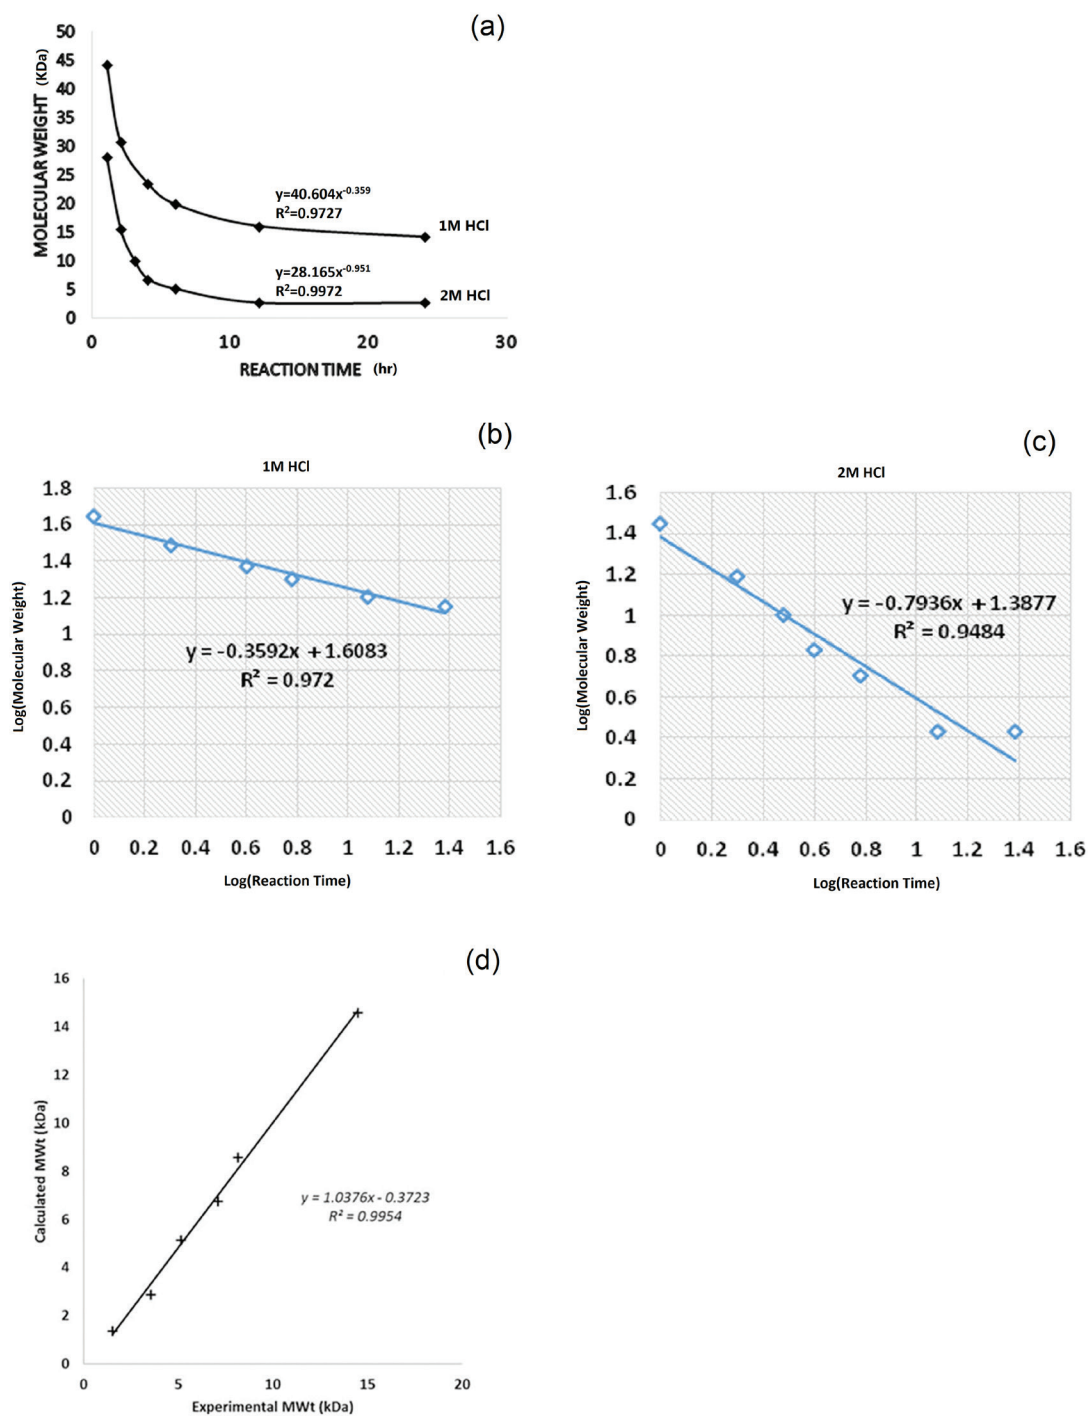 (a)
50
45
40
35
30
25
20
15
10
5
0
MOLECULAR WEIGHT (KDa)
y=40.604x^-0.359
R²=0.9727
1M HCl
y=28.165x^-0.951
R²=0.9972
2M HCl
0 10 20 30
REACTION TIME (hr)
(b)
1M HCl
1.8
1.6
1.4
1.2
1
0.8
0.6
0.4
0.2
0
Log(Molecular Weight)
y = -0.3592x + 1.6083
R² = 0.972
0 0.2 0.4 0.6 0.8 1 1.2 1.4 1.6
Log(Reaction Time)
(c)
2M HCl
1.6
1.4
1.2
1
0.8
0.6
0.4
0.2
0
Log(Molecular Weight)
y = -0.7936x + 1.3877
R² = 0.9484
0 0.2 0.4 0.6 0.8 1 1.2 1.4 1.6
Log(Reaction Time)
(d)
16
14
12
10
8
6
4
2
0
Calculated MWt (kDa)
y = 1.0376x - 0.3723
R² = 0.9954
0 5 10 15 20
Experimental MWt (kDa)